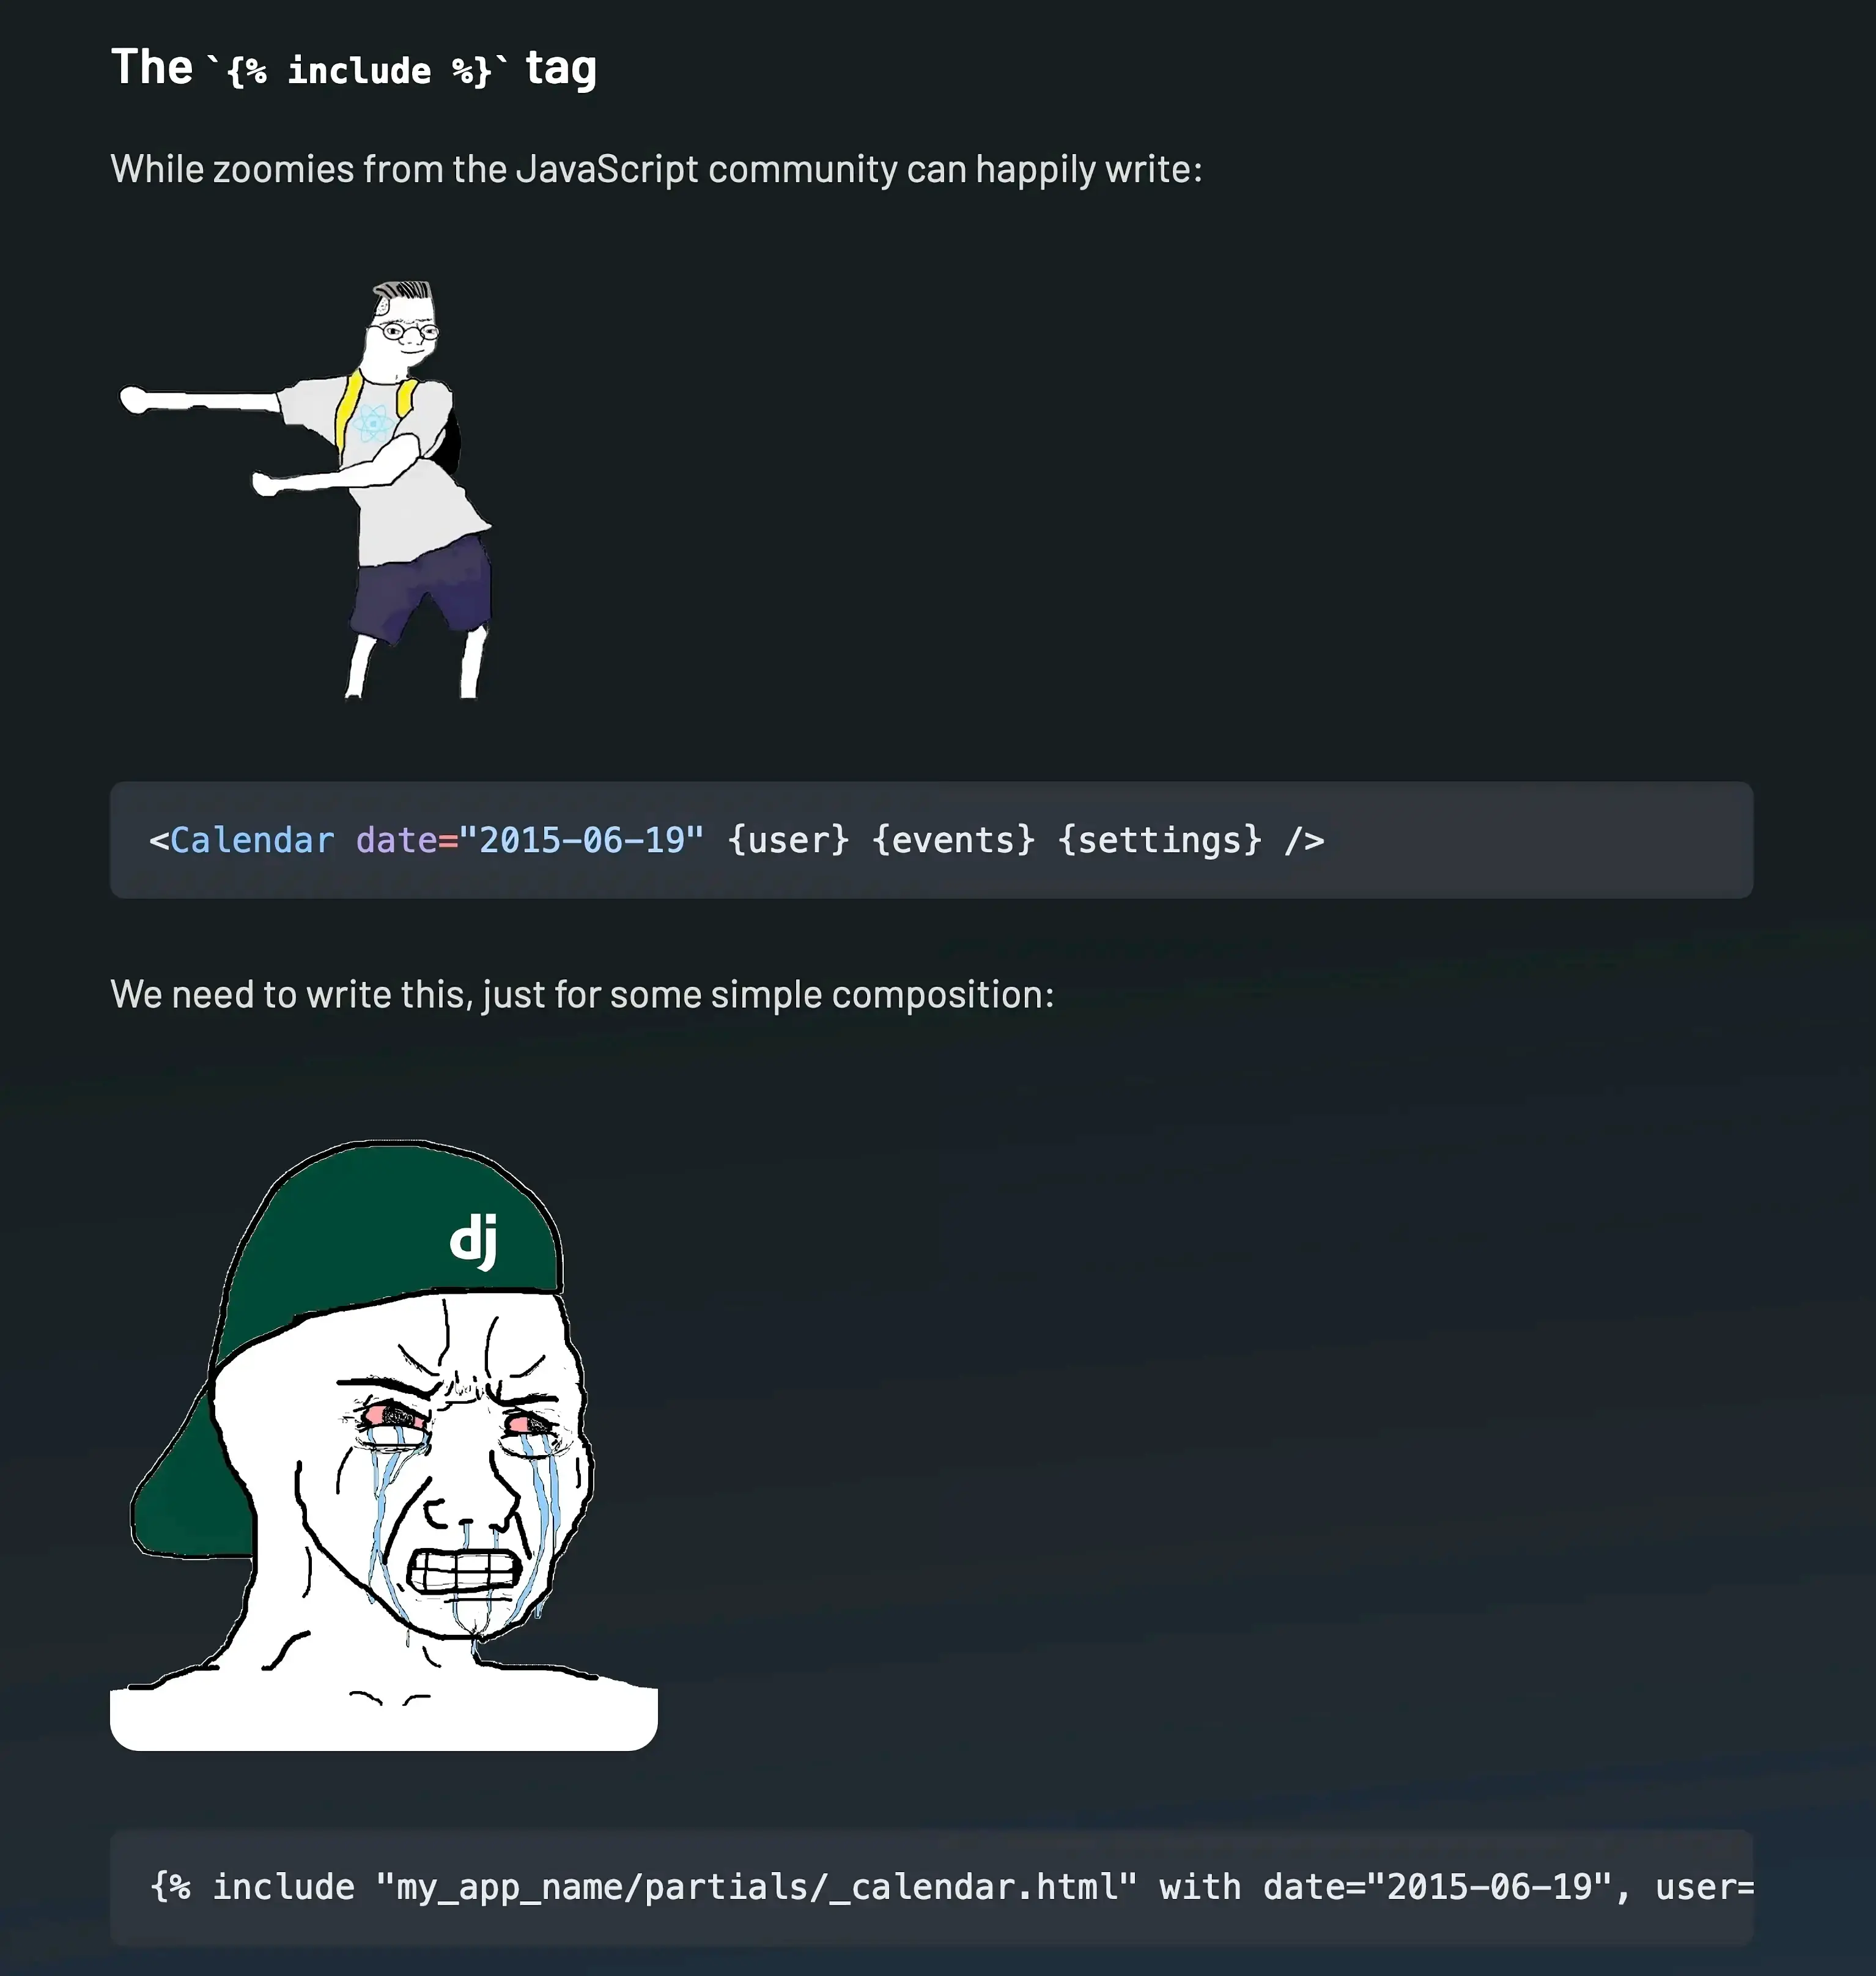 The `{% include %}` tag
While zoomies from the JavaScript community can happily write:
<Calendar date="2015-06-19" {user} {events} {settings} />
We need to write this, just for some simple composition:
dj
{% include "my_app_name/partials/_calendar.html" with date="2015-06-19", user=